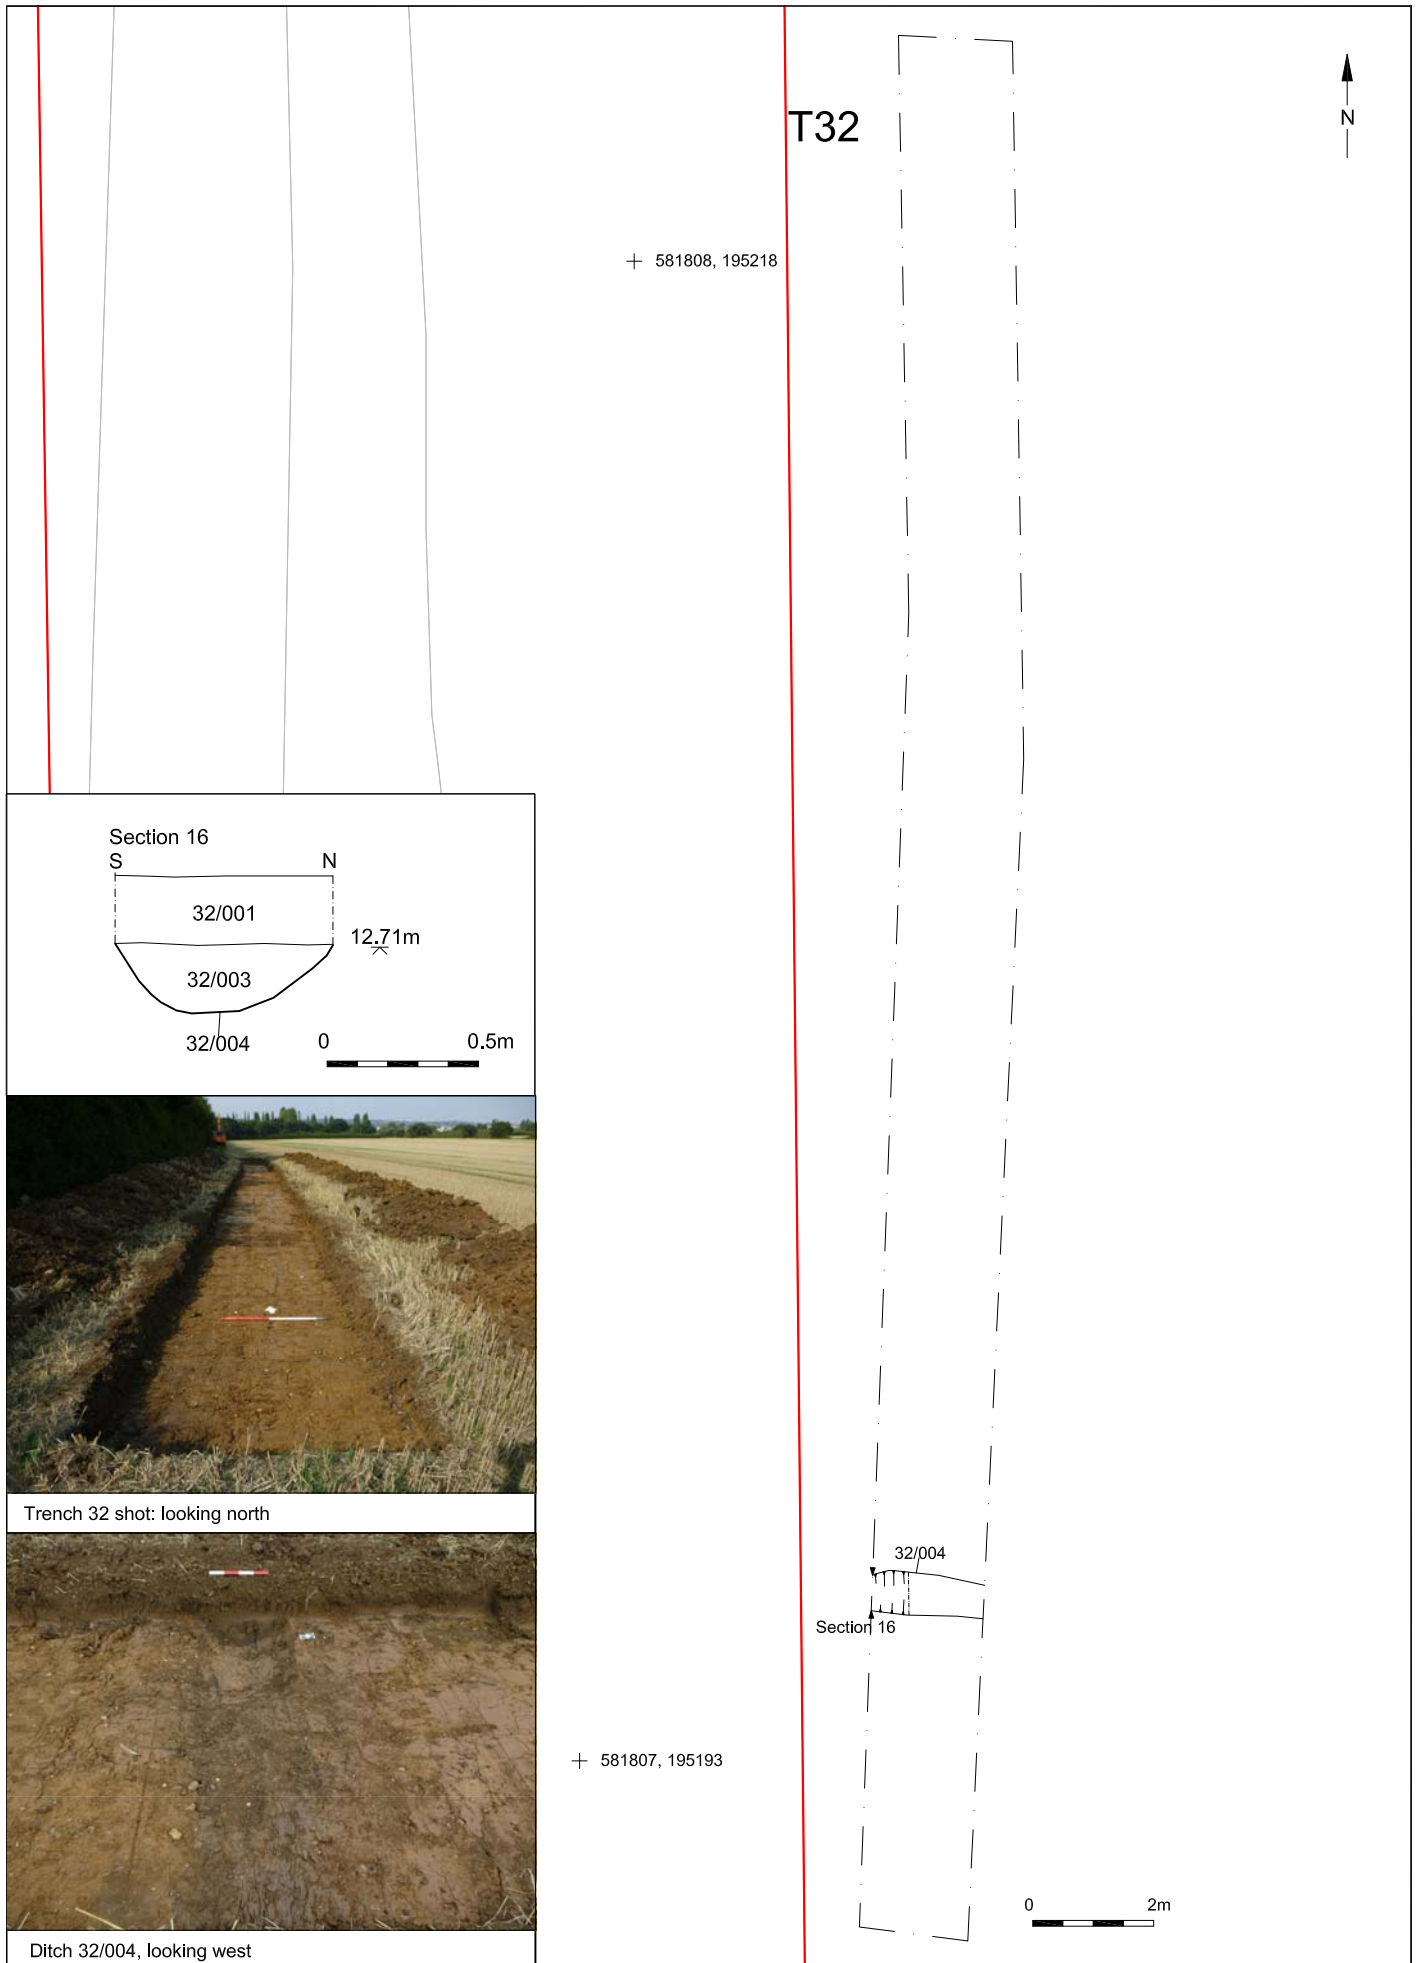 T32
N
581808, 195218
Section 16
S N
32/001
12.71m
32/003
32/004
0 0.5m
Trench 32 shot: looking north
32/004
Section 16
581807, 195193
0 2m
Ditch 32/004, looking west